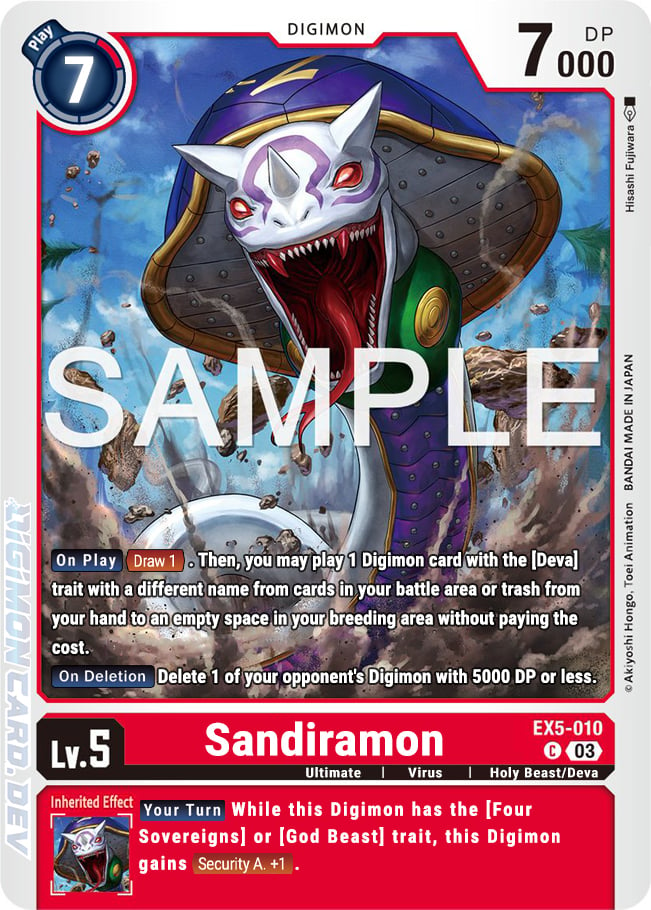 Play
7
DIGIMON
7000
DP
Hisashi Fujiwara
SAMPLE
On Play Draw 1 . Then, you may play 1 Digimon card with the [Deva]
trait with a different name from cards in your battle area or trash from
your hand to an empty space in your breeding area without paying the
cost.
On Deletion Delete 1 of your opponent's Digimon with 5000 DP or less.
© Akiyoshi Hongo, Toei Animation BANDAI MADE IN JAPAN
DIGIMONCARD.DEV
Lv.5
Sandiramon
EX5-010
C 03
Ultimate | Virus | Holy Beast/Deva
Inherited Effect
Your Turn While this Digimon has the [Four
Sovereigns] or [God Beast] trait, this Digimon
gains Security A. +1 .